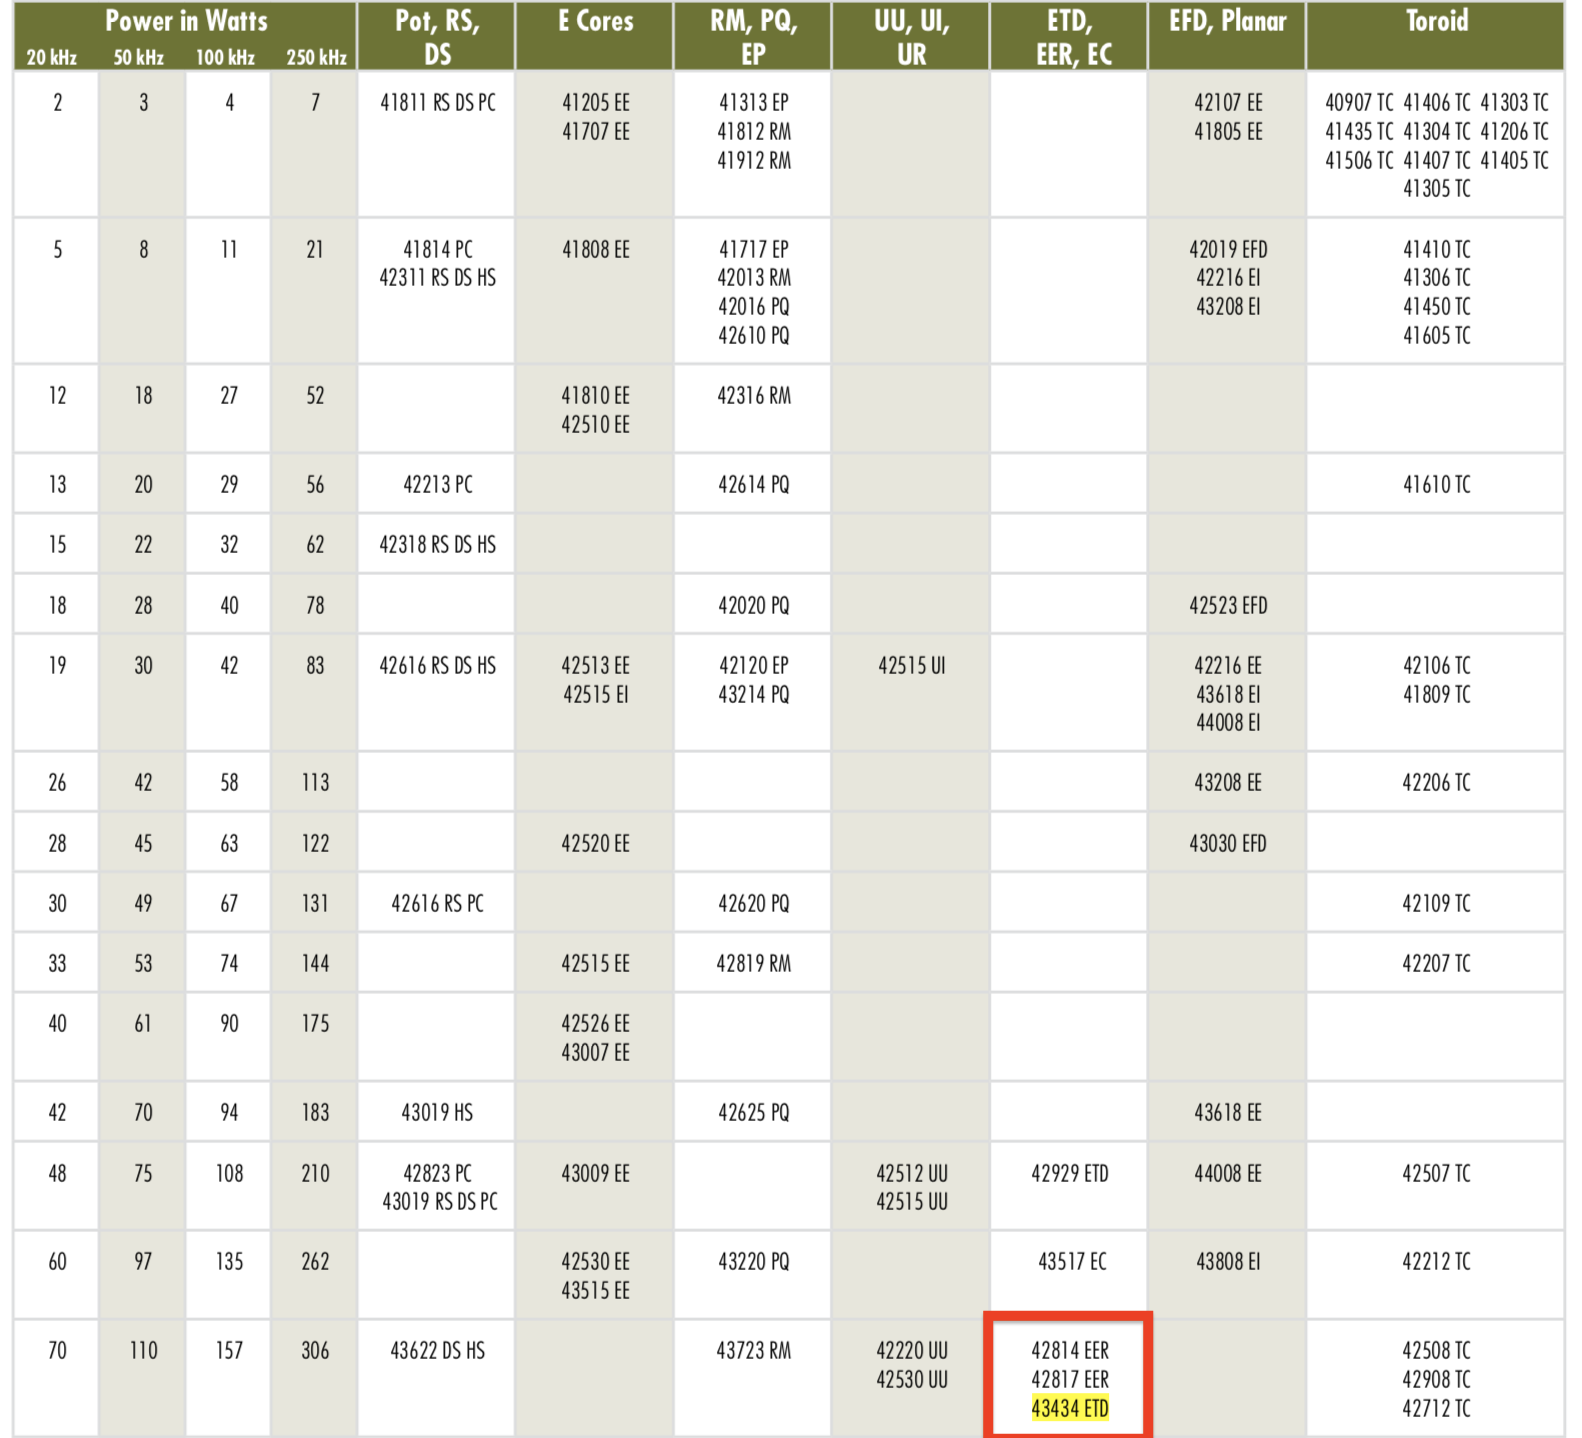 Power in Watts Pot, RS, DS E Cores RM, PQ, EP UU, UI, UR ETD, EER, EC EFD, Planar Toroid
20 kHz 50 kHz 100 kHz 250 kHz
2 3 4 7 41811 RS DS PC 41205 EE 41313 EP 42107 EE 40907 TC 41406 TC 41303 TC
41707 EE 41812 RM 41805 EE 41435 TC 41304 TC 41206 TC
41912 RM 41506 TC 41407 TC 41405 TC
41305 TC
5 8 11 21 41814 PC 41808 EE 41717 EP 42019 EFD 41410 TC
42311 RS DS HS 42013 RM 42216 EI 41306 TC
42016 PQ 43208 EI 41450 TC
42610 PQ 41605 TC
12 18 27 52 41810 EE 42316 RM
42510 EE
13 20 29 56 42213 PC 42614 PQ 41610 TC
15 22 32 62 42318 RS DS HS
18 28 40 78 42020 PQ 42523 EFD
19 30 42 83 42616 RS DS HS 42513 EE 42120 EP 42515 UI 42216 EE 42106 TC
42515 EI 43214 PQ 43618 EI 41809 TC
44008 EI
26 42 58 113 43208 EE 42206 TC
28 45 63 122 42520 EE 43030 EFD
30 49 67 131 42616 RS PC 42620 PQ 42109 TC
33 53 74 144 42515 EE 42819 RM 42207 TC
40 61 90 175 42526 EE
43007 EE
42 70 94 183 43019 HS 42625 PQ 43618 EE
48 75 108 210 42823 PC 43009 EE 42512 UU 42929 ETD 44008 EE 42507 TC
43019 RS DS PC 42515 UU
60 97 135 262 42530 EE 43220 PQ 43517 EC 43808 EI 42212 TC
43515 EE
70 110 157 306 43622 DS HS 43723 RM 42220 UU 42814 EER 42508 TC
42530 UU 42817 EER 42908 TC
43434 ETD 42712 TC